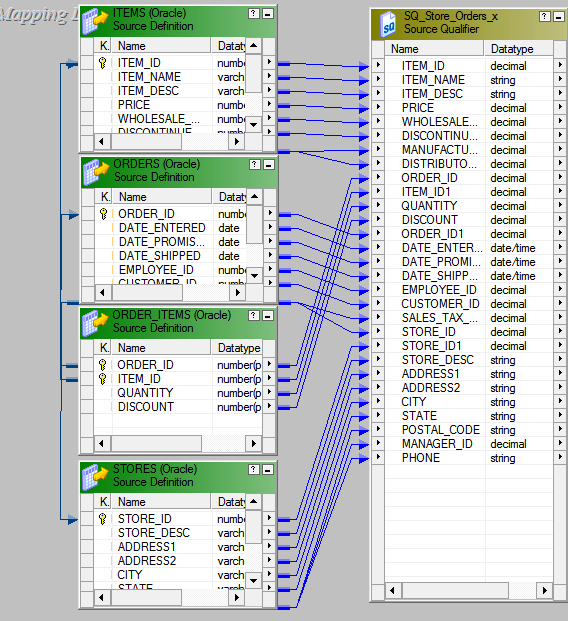 Mapping D
ITEMS (Oracle)
Source Definition
K. Name Datatyp
ITEM_ID numbe
ITEM_NAME varch
ITEM_DESC varch
PRICE numbe
WHOLESALE_... numbe
DISCONTINUE numbe
ORDERS (Oracle)
Source Definition
K. Name Datatyp
ORDER_ID numbe
DATE_ENTERED date
DATE_PROMIS... date
DATE_SHIPPED date
EMPLOYEE_ID numbe
CUSTOMER_ID numbe
ORDER_ITEMS (Oracle)
Source Definition
K. Name Datatype
ORDER_ID number(p
ITEM_ID number(p
QUANTITY number(p
DISCOUNT number(p
STORES (Oracle)
Source Definition
K. Name Datatyp
STORE_ID numbe
STORE_DESC varch
ADDRESS1 varch
ADDRESS2 varch
CITY varch
STATE varch
SQ_Store_Orders_x
Source Qualifier
Name Datatype
ITEM_ID decimal
ITEM_NAME string
ITEM_DESC string
PRICE decimal
WHOLESALE... decimal
DISCONTINU... decimal
MANUFACTU... decimal
DISTRIBUTO... decimal
ORDER_ID decimal
ITEM_ID1 decimal
QUANTITY decimal
DISCOUNT decimal
ORDER_ID1 decimal
DATE_ENTER... date/time
DATE_PROMI... date/time
DATE_SHIPP... date/time
EMPLOYEE_ID decimal
CUSTOMER_ID decimal
SALES_TAX_... decimal
STORE_ID decimal
STORE_ID1 decimal
STORE_DESC string
ADDRESS1 string
ADDRESS2 string
CITY string
STATE string
POSTAL_CODE string
MANAGER_ID decimal
PHONE string